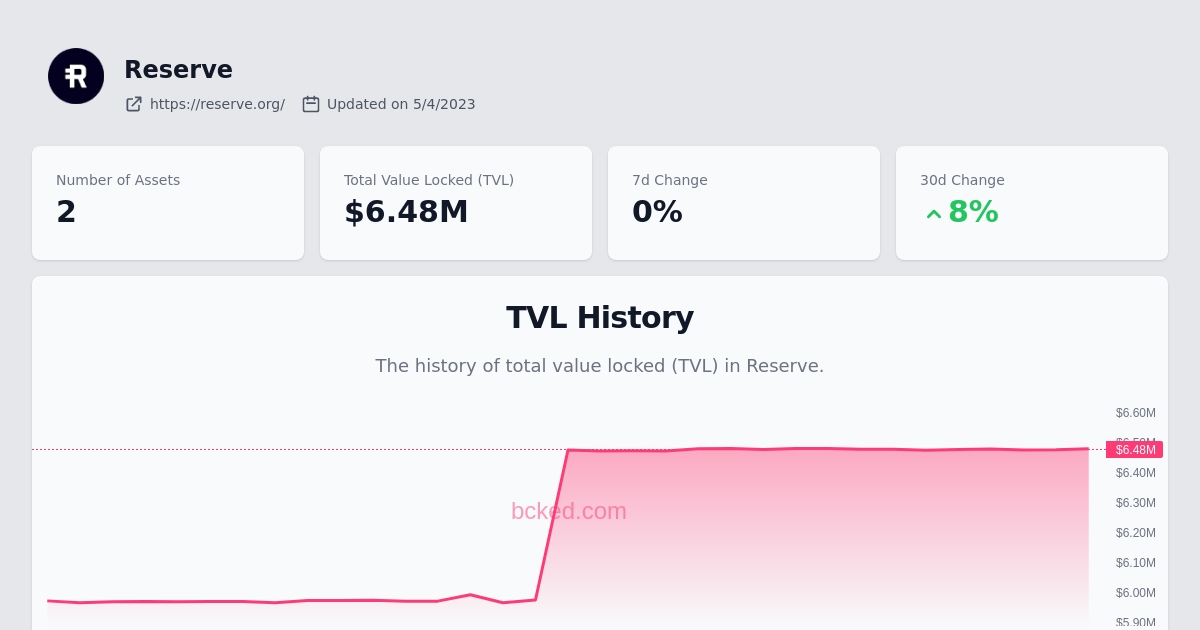 Reserve
https://reserve.org/ Updated on 5/4/2023
Number of Assets
2
Total Value Locked (TVL)
$6.48M
7d Change
0%
30d Change
8%
TVL History
The history of total value locked (TVL) in Reserve.
$6.60M
$6.48M
$6.40M
$6.30M
bcked.com
$6.20M
$6.10M
$6.00M
$5.90M